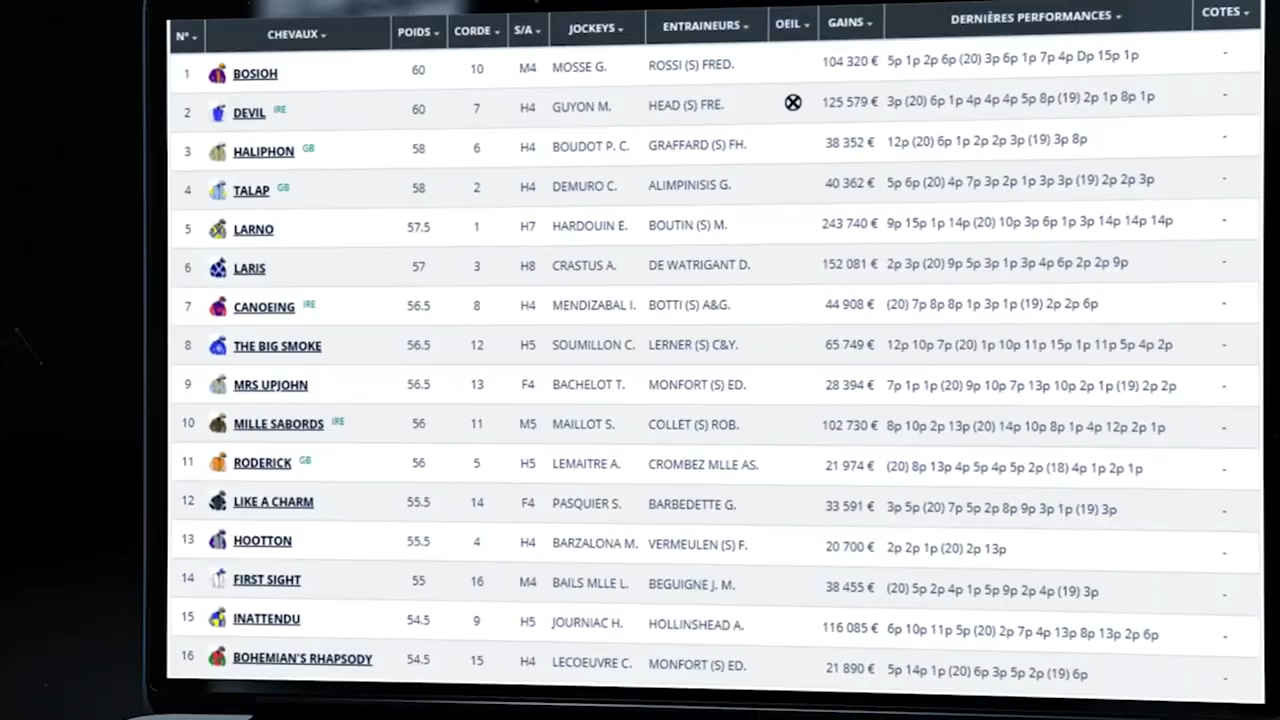 N° CHEVAUX POIDS CORDE S/A JOCKEYS ENTRAINEURS OEIL GAINS DERNIÈRES PERFORMANCES COTES
1 BOSIOH 60 10 M4 MOSSE G. ROSSI (S) FRED. 104 320 € 5p 1p 2p 6p (20) 3p 6p 1p 7p 4p Dp 15p 1p -
2 DEVIL IRE 60 7 H4 GUYON M. HEAD (S) FRE. 125 579 € 3p (20) 6p 1p 4p 4p 4p 5p 8p (19) 2p 1p 8p 1p -
3 HALIPHON GB 58 6 H4 BOUDOT P. C. GRAFFARD (S) FH. 38 352 € 12p (20) 6p 1p 2p 2p 3p (19) 3p 8p -
4 TALAP GB 58 2 H4 DEMURO C. ALIMPINISIS G. 40 362 € 5p 6p (20) 4p 7p 3p 2p 1p 3p 3p (19) 2p 2p 3p -
5 LARNO 57.5 1 H7 HARDOUIN E. BOUTIN (S) M. 243 740 € 9p 15p 1p 14p (20) 10p 3p 6p 1p 3p 14p 14p 14p -
6 LARIS 57 3 H8 CRASTUS A. DE WATRIGANT D. 152 081 € 2p 3p (20) 9p 5p 3p 1p 3p 4p 6p 2p 2p 9p -
7 CANOEING IRE 56.5 8 H4 MENDIZABAL I. BOTTI (S) A&G. 44 908 € (20) 7p 8p 8p 1p 3p 1p (19) 2p 2p 6p -
8 THE BIG SMOKE 56.5 12 H5 SOUMILLON C. LERNER (S) C&Y. 65 749 € 12p 10p 7p (20) 1p 10p 11p 15p 1p 11p 5p 4p 2p -
9 MRS UPJOHN 56.5 13 F4 BACHELOT T. MONFORT (S) ED. 28 394 € 7p 1p 1p (20) 9p 10p 7p 13p 10p 2p 1p (19) 2p 2p -
10 MILLE SABORDS IRE 56 11 M5 MAILLOT S. COLLET (S) ROB. 102 730 € 8p 10p 2p 13p (20) 14p 10p 8p 1p 4p 12p 2p 1p -
11 RODERICK GB 56 5 H5 LEMAITRE A. CROMBEZ MLLE AS. 21 974 € (20) 8p 13p 4p 5p 4p 5p 2p (18) 4p 1p 2p 1p -
12 LIKE A CHARM 55.5 14 F4 PASQUIER S. BARBEDETTE G. 33 591 € 3p 5p (20) 7p 5p 2p 8p 9p 3p 1p (19) 3p -
13 HOOTTON 55.5 4 H4 BARZALONA M. VERMEULEN (S) F. 20 700 € 2p 2p 1p (20) 2p 13p -
14 FIRST SIGHT 55 16 M4 BAILS MLLE L. BEGUIGNE J. M. 38 455 € (20) 5p 2p 4p 1p 5p 9p 2p 4p (19) 3p -
15 INATTENDU 54.5 9 H5 JOURNIAC H. HOLLINSHEAD A. 116 085 € 6p 10p 11p 5p (20) 2p 7p 4p 13p 8p 13p 2p 6p -
16 BOHEMIAN'S RHAPSODY 54.5 15 H4 LECOEUVRE C. MONFORT (S) ED. 21 890 € 5p 14p 1p (20) 6p 3p 5p 2p (19) 6p -